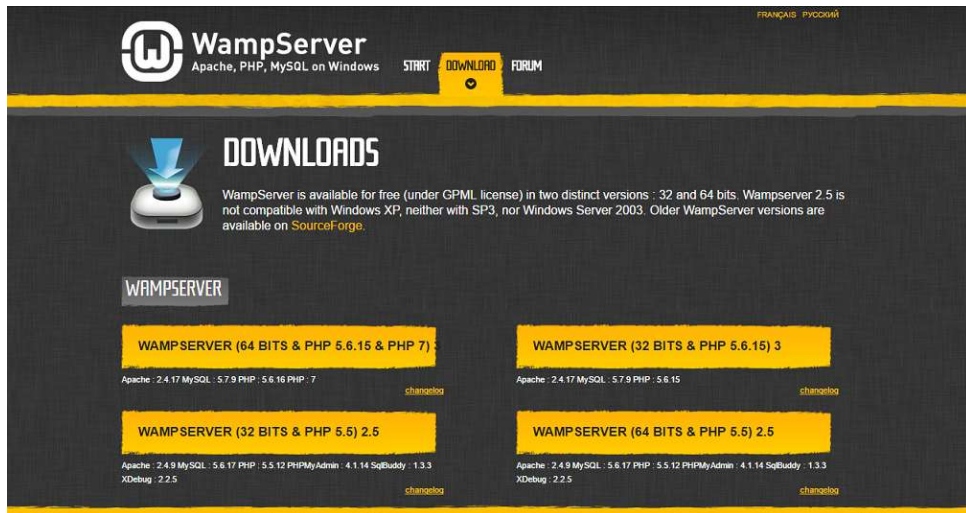 FRANÇAIS РУССКИЙ
WampServer
Apache, PHP, MySQL on Windows
START DOWNLOAD FORUM
DOWNLOADS
WampServer is available for free (under GPML license) in two distinct versions : 32 and 64 bits. Wampserver 2.5 is
not compatible with Windows XP, neither with SP3, nor Windows Server 2003. Older WampServer versions are
available on SourceForge.
WAMPSERVER
WAMPSERVER (64 BITS & PHP 5.6.15 & PHP 7) 3
Apache : 2.4.17 MySQL : 5.7.9 PHP : 5.6.16 PHP : 7
changelog
WAMPSERVER (32 BITS & PHP 5.6.15) 3
Apache : 2.4.17 MySQL : 5.7.9 PHP : 5.6.15
changelog
WAMPSERVER (32 BITS & PHP 5.5) 2.5
Apache : 2.4.9 MySQL : 5.6.17 PHP : 5.5.12 PHPMyAdmin : 4.1.14 SqlBuddy : 1.3.3
XDebug : 2.2.5
changelog
WAMPSERVER (64 BITS & PHP 5.5) 2.5
Apache : 2.4.9 MySQL : 5.6.17 PHP : 5.5.12 PHPMyAdmin : 4.1.14 SqlBuddy : 1.3.3
XDebug : 2.2.5
changelog